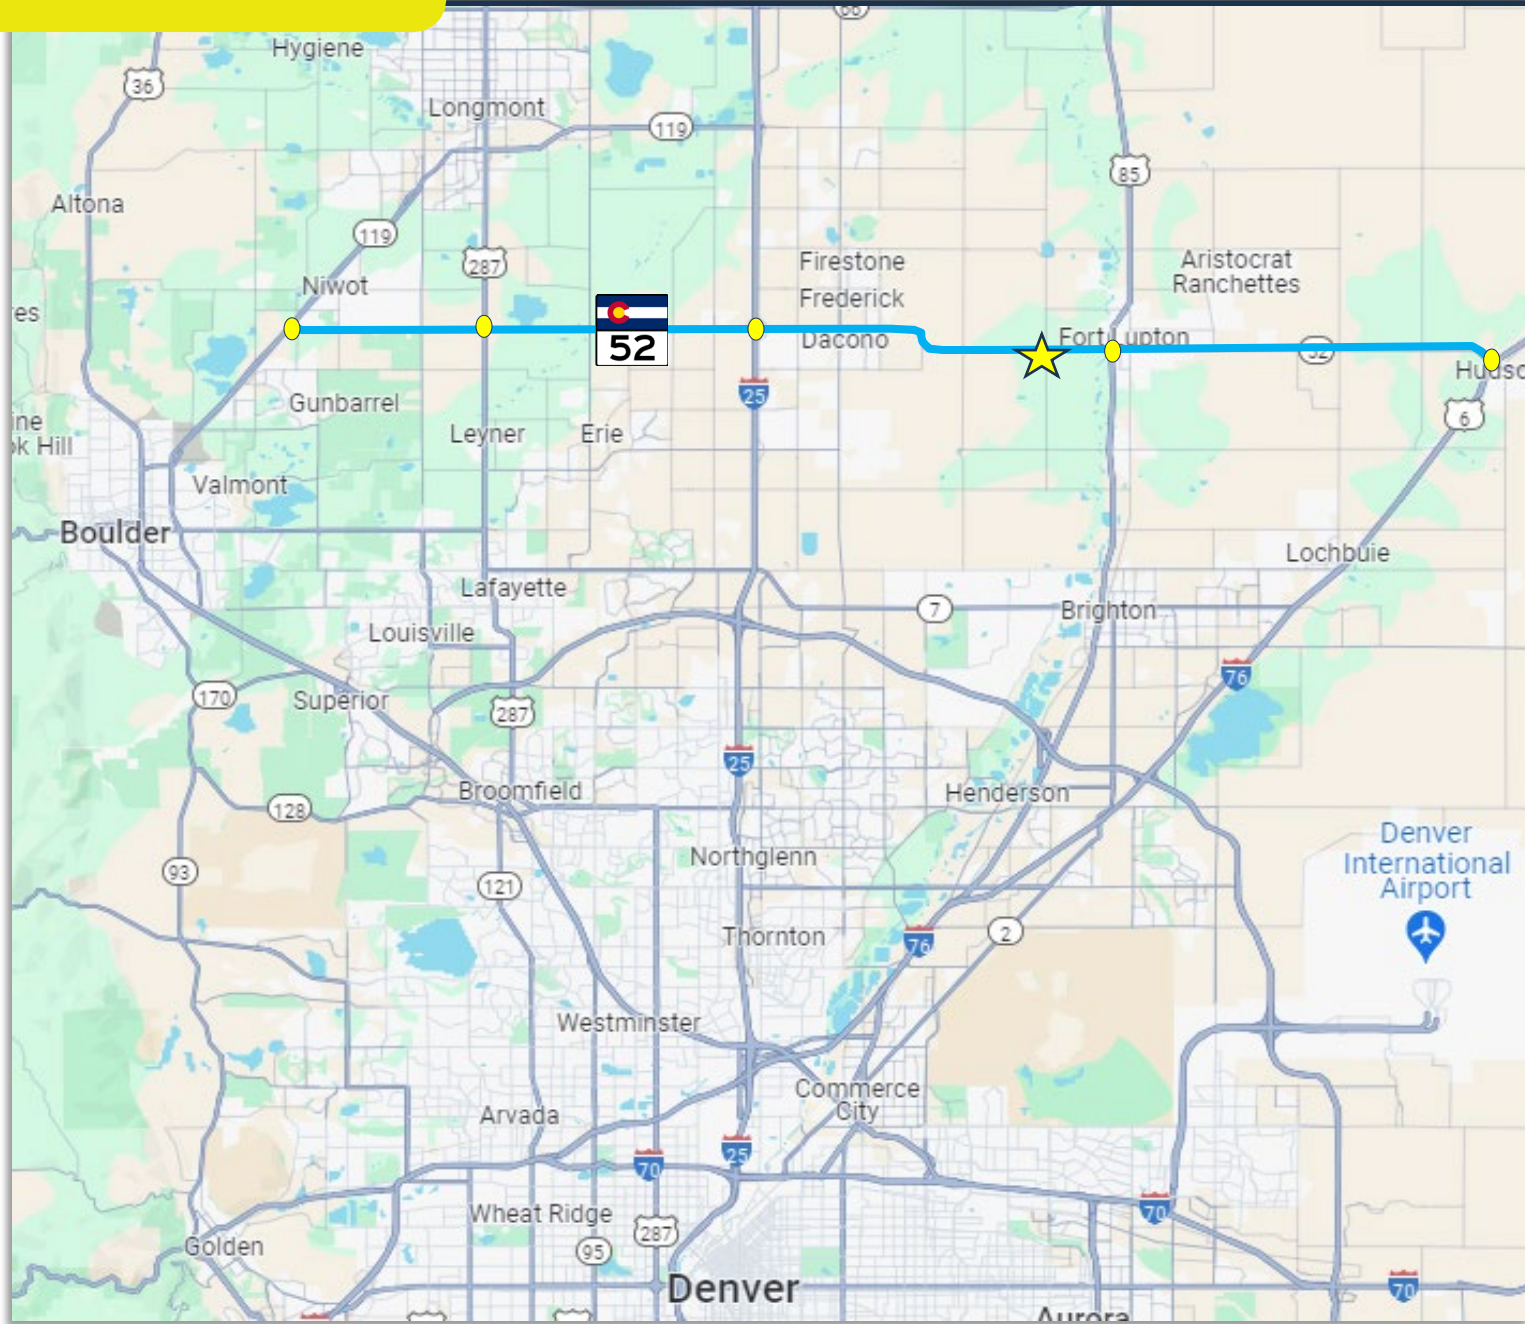 66
Hygiene
36
Longmont
119
85
Altona
119
287
Niwot
Firestone
Aristocrat
Ranchettes
Frederick
52
Dacono
Fort Lupton
52
25
Gunbarrel
6
Leyner
Erie
k Hill
Valmont
Boulder
Lochbuie
Lafayette
7
Brighton
Louisville
76
170
Superior
287
25
Broomfield
Henderson
128
Denver
International
Airport
Northglenn
93
121
2
Thornton
76
Westminster
Commerce
City
Arvada
25
70
70
Wheat Ridge
287
95
Golden
Denver
70
Aurora